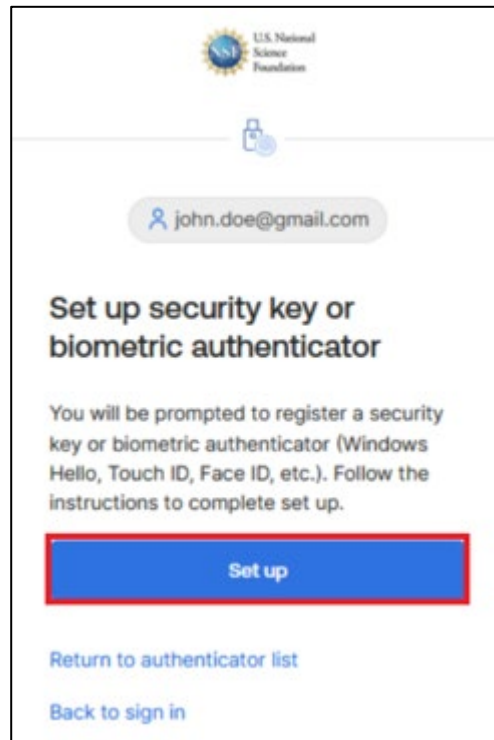 NSF
U.S. National
Science
Foundation
john.doe@gmail.com
Set up security key or
biometric authenticator
You will be prompted to register a security
key or biometric authenticator (Windows
Hello, Touch ID, Face ID, etc.). Follow the
instructions to complete set up.
Set up
Return to authenticator list
Back to sign in